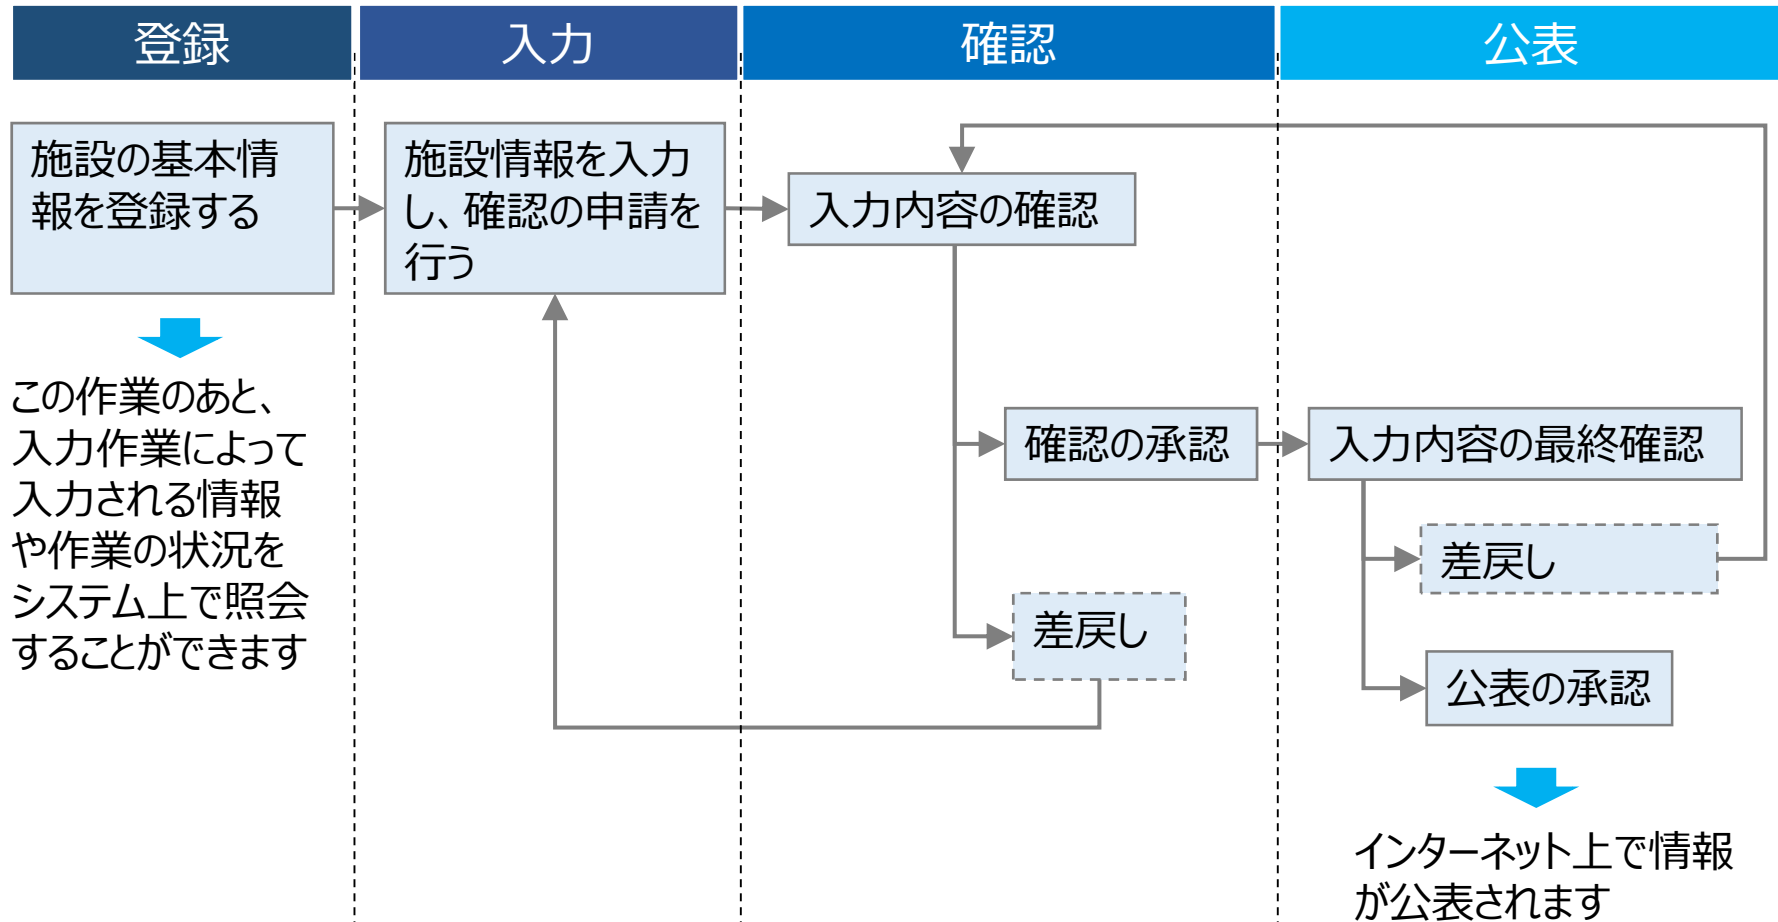 登録
入力
確認
公表
施設の基本情
報を登録する
施設情報を入力
し、確認の申請を
行う
入力内容の確認
この作業のあと、
入力作業によって
入力される情報
や作業の状況を
システム上で照会
することができます
確認の承認
入力内容の最終確認
差戻し
差戻し
公表の承認
インターネット上で情報
が公表されます